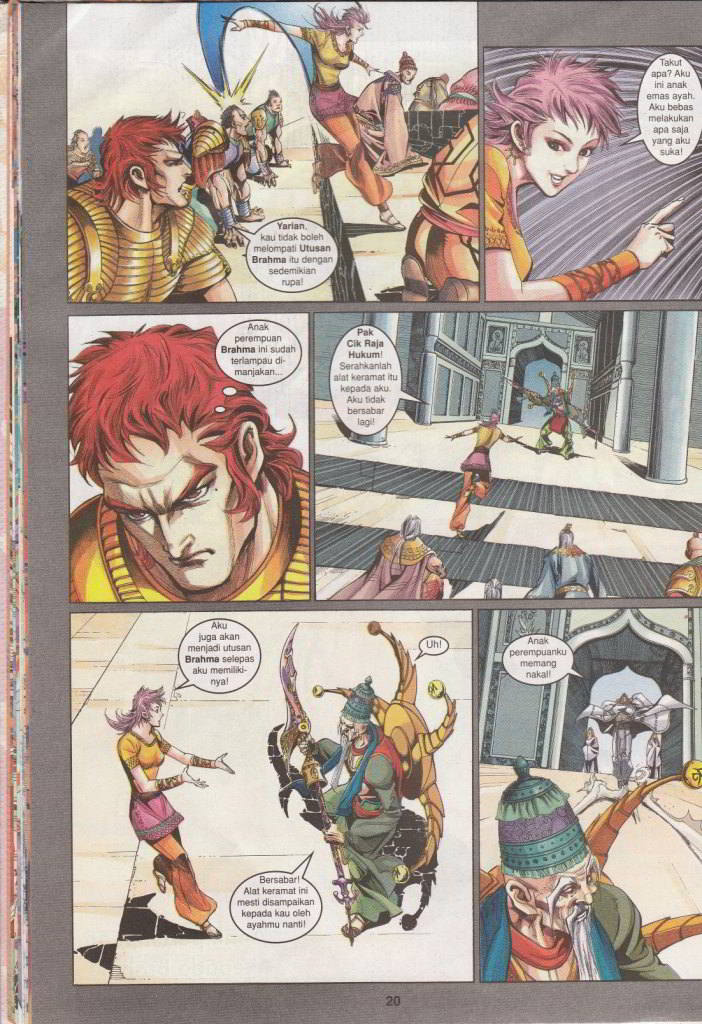 Yarian,
kau tidak boleh
melompati Utusan
Brahma itu dengan
sedemikian
rupa!
Takut
apa? Aku
ini anak
emas ayah.
Aku bebas
melakukan
apa saja
yang aku
suka!
Anak
perempuan
Brahma ini sudah
terlampau di-
manjakan...
Pak
Cik Raja
Hukum!
Serahkanlah
alat keramat itu
kepada aku.
Aku tidak
bersabar
lagi!
Aku
juga akan
menjadi utusan
Brahma selepas
aku memiliki-
nya!
Uh!
Bersabar!
Alat keramat ini
mesti disampaikan
kepada kau oleh
ayahmu nanti!
Anak
perempuanku
memang
nakal!
20